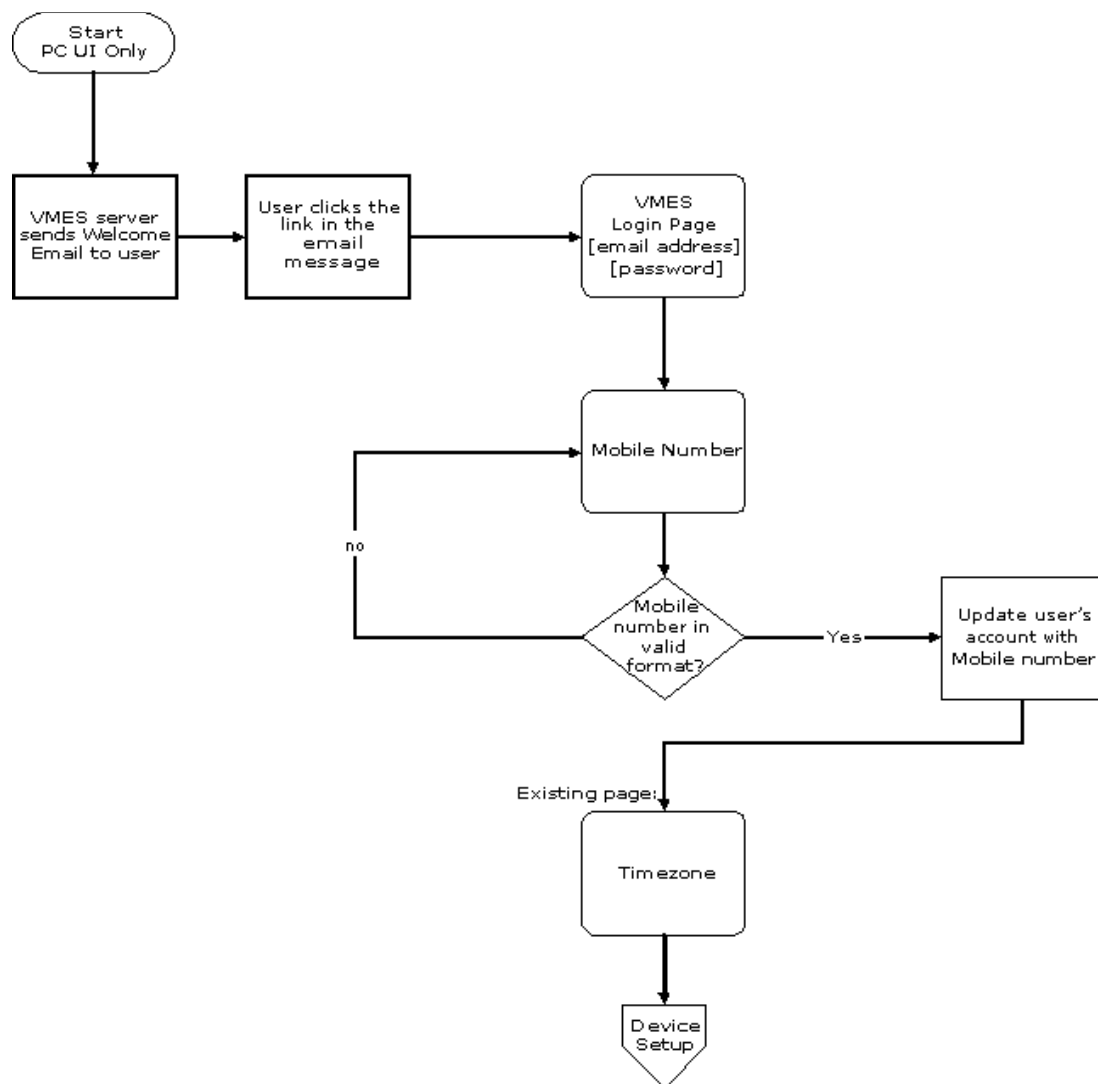 Start
PC UI Only
VMES server
sends Welcome
Email to user
User clicks the
link in the
email
message
VMES
Login Page
[email address]
[password]
Mobile Number
no
Mobile
number in
valid
format?
Yes
Update user's
account with
Mobile number
Existing page:
Timezone
Device
Setup